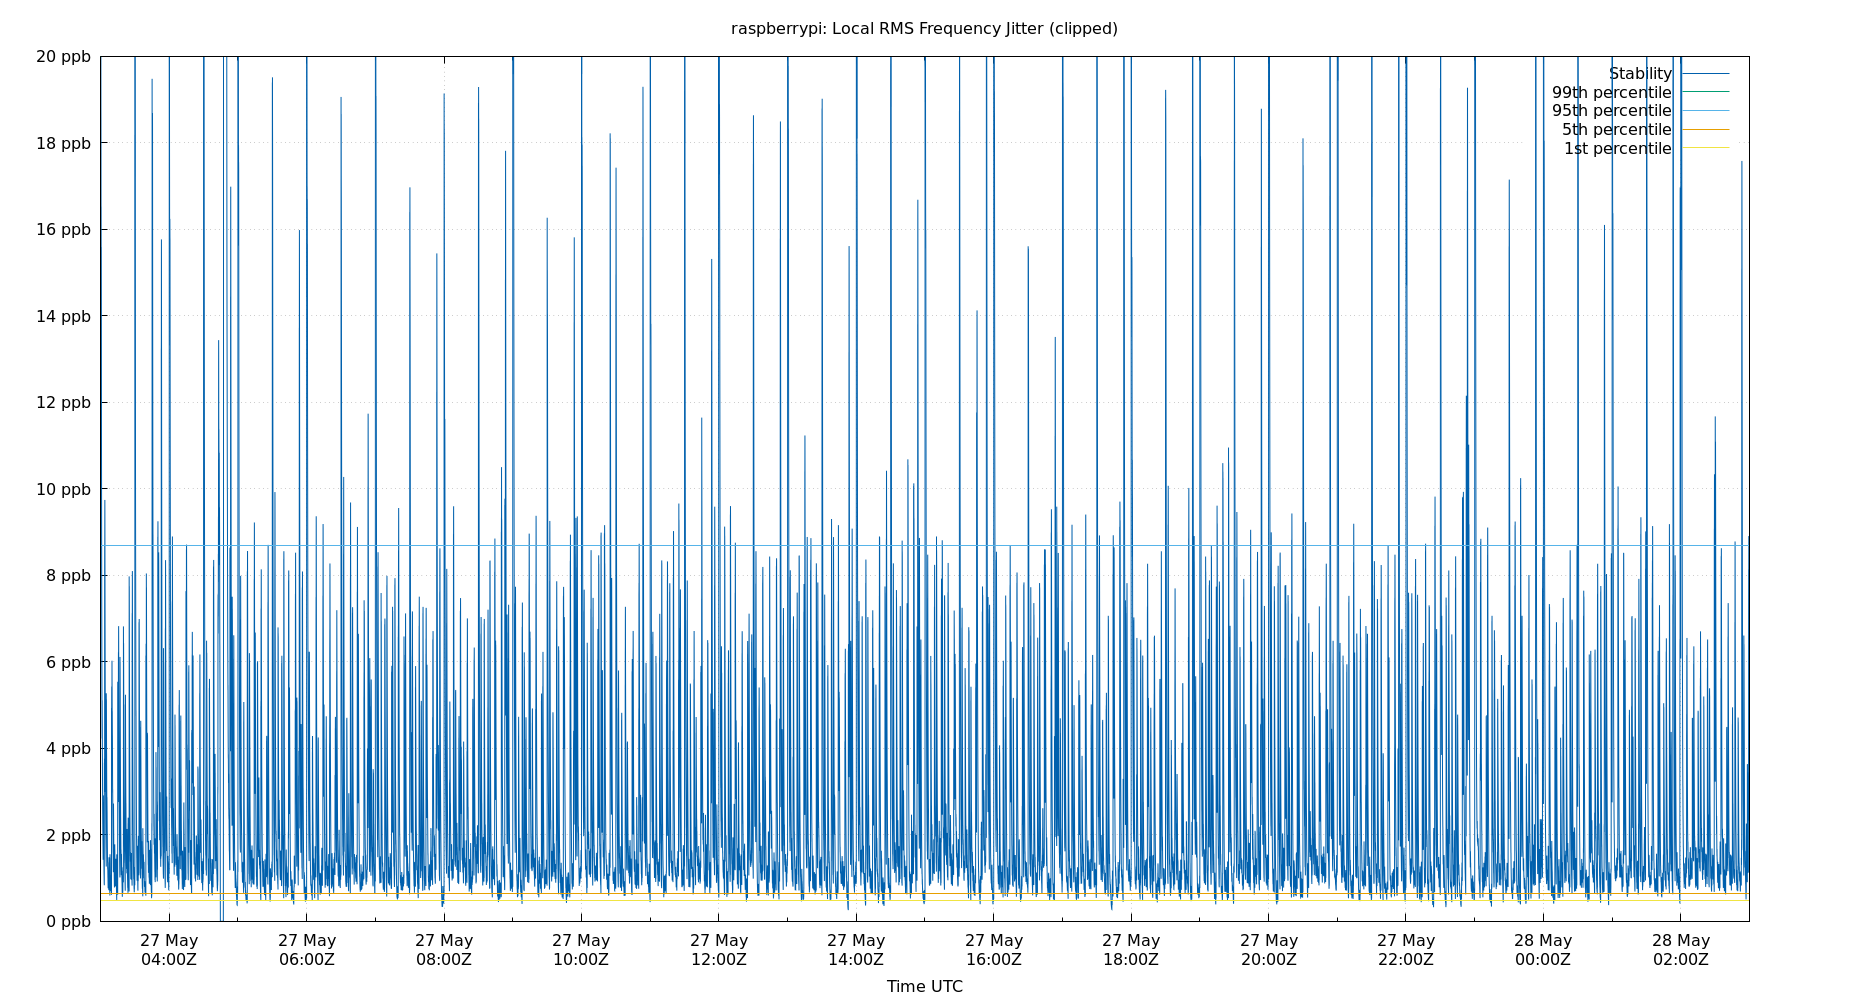 raspberrypi: Local RMS Frequency Jitter (clipped)
20 ppb
18 ppb
16 ppb
14 ppb
12 ppb
10 ppb
8 ppb
6 ppb
4 ppb
2 ppb
0 ppb
Stability
99th percentile
95th percentile
5th percentile
1st percentile
27 May 27 May 27 May 27 May 27 May 27 May 27 May 27 May 27 May 27 May 28 May 28 May
04:00Z 06:00Z 08:00Z 10:00Z 12:00Z 14:00Z 16:00Z 18:00Z 20:00Z 22:00Z 00:00Z 02:00Z
Time UTC